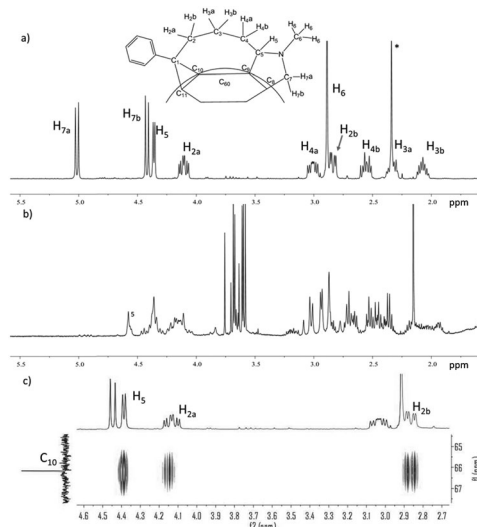 a)
H₃ₐ H₃b
H₂ₐ H₂b
C₃ H₄ₐ H₄b
C₂ C₄ H₅
C₅ N C₆ H₆ H₆ H₆
C₁ C₁₀ C₉ C₇ H₇ₐ
C₁₁ C₆₀ C₈ H₇b
H₇ₐ H₇b H₅ H₂ₐ H₄ₐ H₆ H₂b H₄b * H₃ₐ H₃b
5.0 4.5 4.0 3.5 3.0 2.5 2.0
ppm
b)
5
5.0 4.5 4.0 3.5 3.0 2.5 2.0
ppm
c)
H₅ H₂ₐ H₂b
C₁₀
65
66
67
4.6 4.5 4.4 4.3 4.2 4.1 4.0 3.9 3.8 3.7 3.6 3.5 3.4 3.3 3.2 3.1 3.0 2.9 2.8 2.7
f2 (ppm)